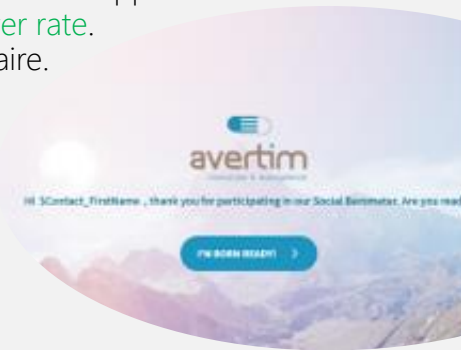 er rate.
aire.
avertim
Hi $Contact_FirstName , thank you for participating in our Social Barometer. Are you read
I'M BORN READY! >